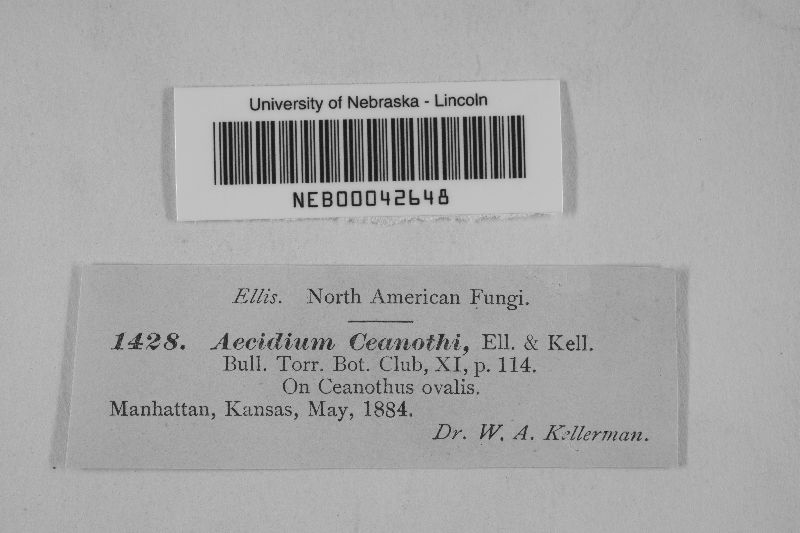 University of Nebraska - Lincoln
NEB00042648
Ellis. North American Fungi.
1428. Aecidium Ceanothi, Ell. & Kell.
Bull. Torr. Bot. Club, XI, p. 114.
On Ceanothus ovalis.
Manhattan, Kansas, May, 1884.
Dr. W. A. Kellerman.